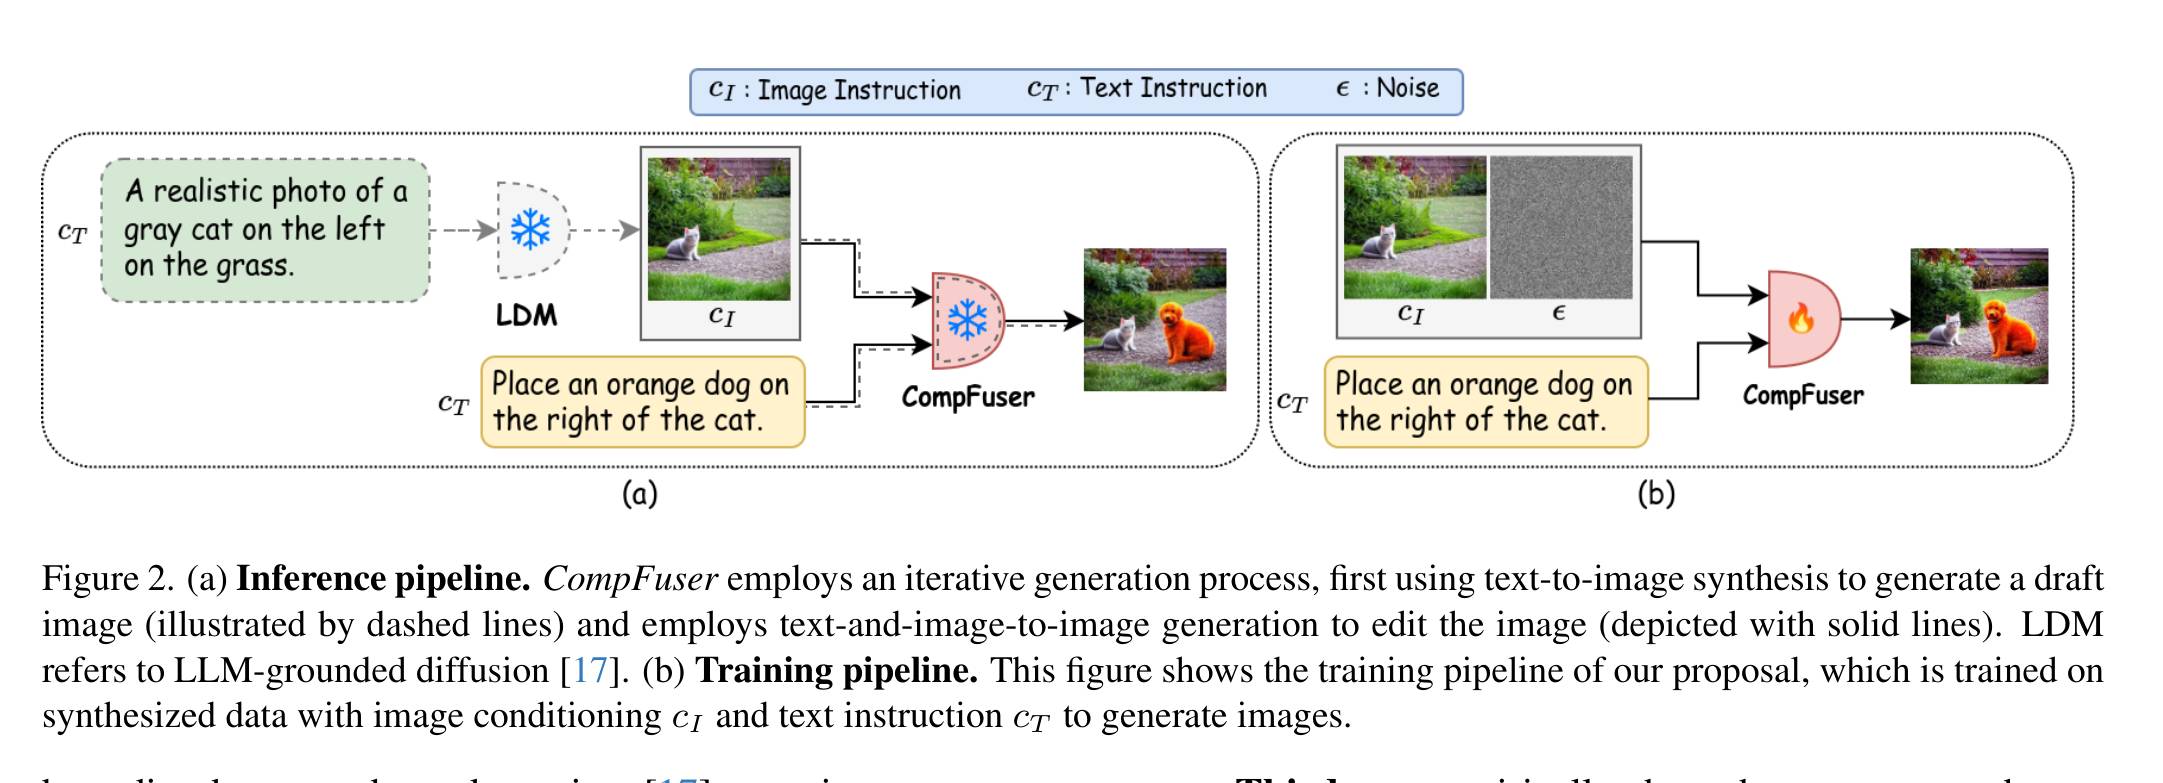 c_I : Image Instruction c_T : Text Instruction ϵ : Noise
c_T
A realistic photo of a
gray cat on the left
on the grass.
LDM
c_I
c_T
Place an orange dog on
the right of the cat.
CompFuser
(a)
c_I ϵ
c_T
Place an orange dog on
the right of the cat.
CompFuser
(b)
Figure 2. (a) Inference pipeline. CompFuser employs an iterative generation process, first using text-to-image synthesis to generate a draft
image (illustrated by dashed lines) and employs text-and-image-to-image generation to edit the image (depicted with solid lines). LDM
refers to LLM-grounded diffusion [17]. (b) Training pipeline. This figure shows the training pipeline of our proposal, which is trained on
synthesized data with image conditioning c_I and text instruction c_T to generate images.